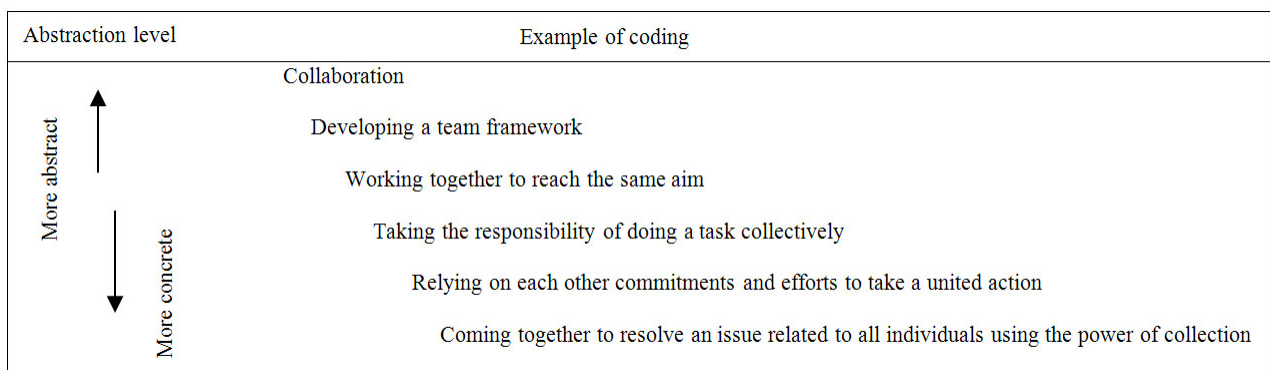 Abstraction level
Example of coding
More abstract
More concrete
Collaboration
Developing a team framework
Working together to reach the same aim
Taking the responsibility of doing a task collectively
Relying on each other commitments and efforts to take a united action
Coming together to resolve an issue related to all individuals using the power of collection